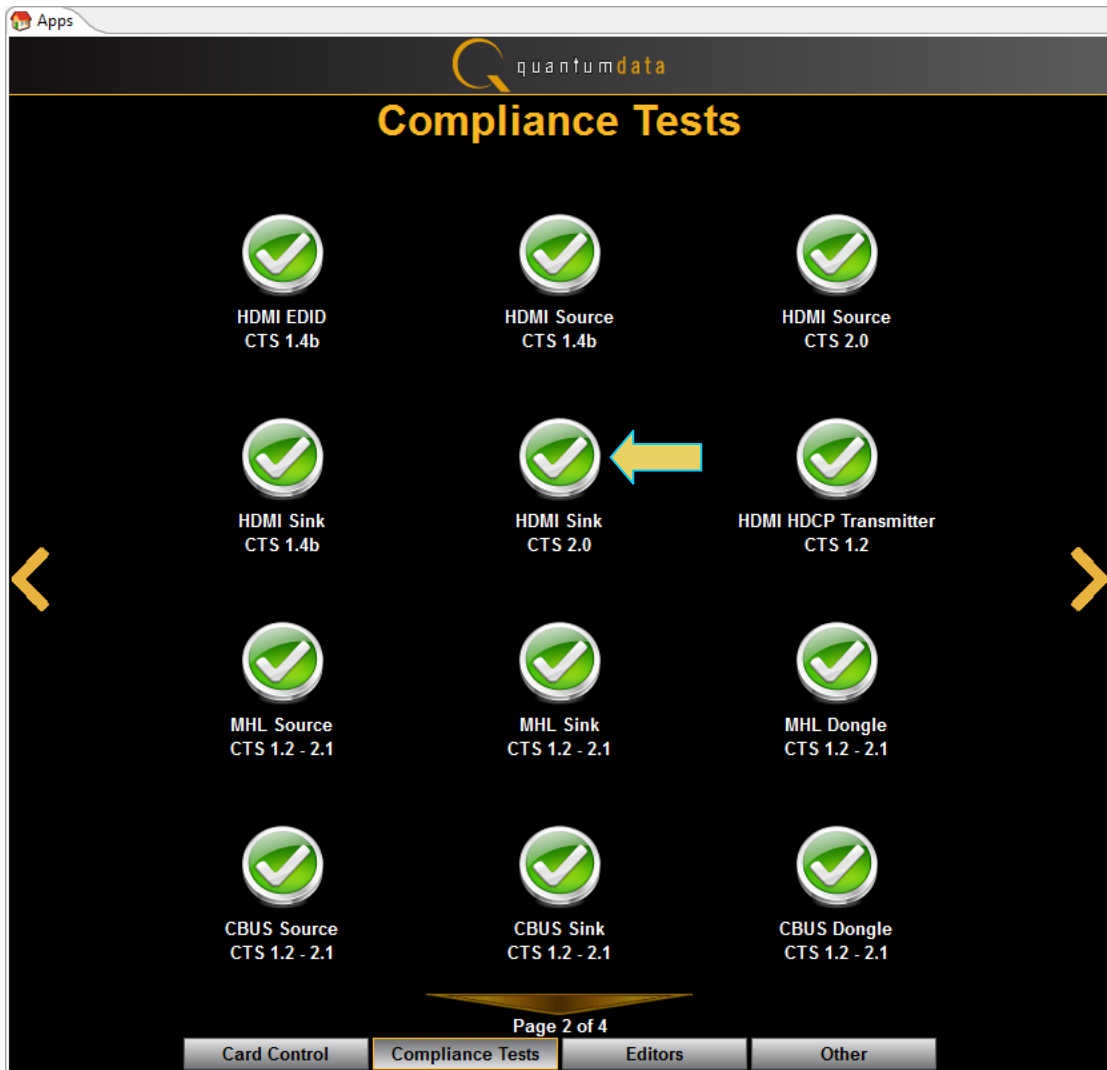 Apps
quantumdata
Compliance Tests
HDMI EDID
CTS 1.4b
HDMI Source
CTS 1.4b
HDMI Source
CTS 2.0
HDMI Sink
CTS 1.4b
HDMI Sink
CTS 2.0
HDMI HDCP Transmitter
CTS 1.2
MHL Source
CTS 1.2 - 2.1
MHL Sink
CTS 1.2 - 2.1
MHL Dongle
CTS 1.2 - 2.1
CBUS Source
CTS 1.2 - 2.1
CBUS Sink
CTS 1.2 - 2.1
CBUS Dongle
CTS 1.2 - 2.1
Page 2 of 4
Card Control
Compliance Tests
Editors
Other